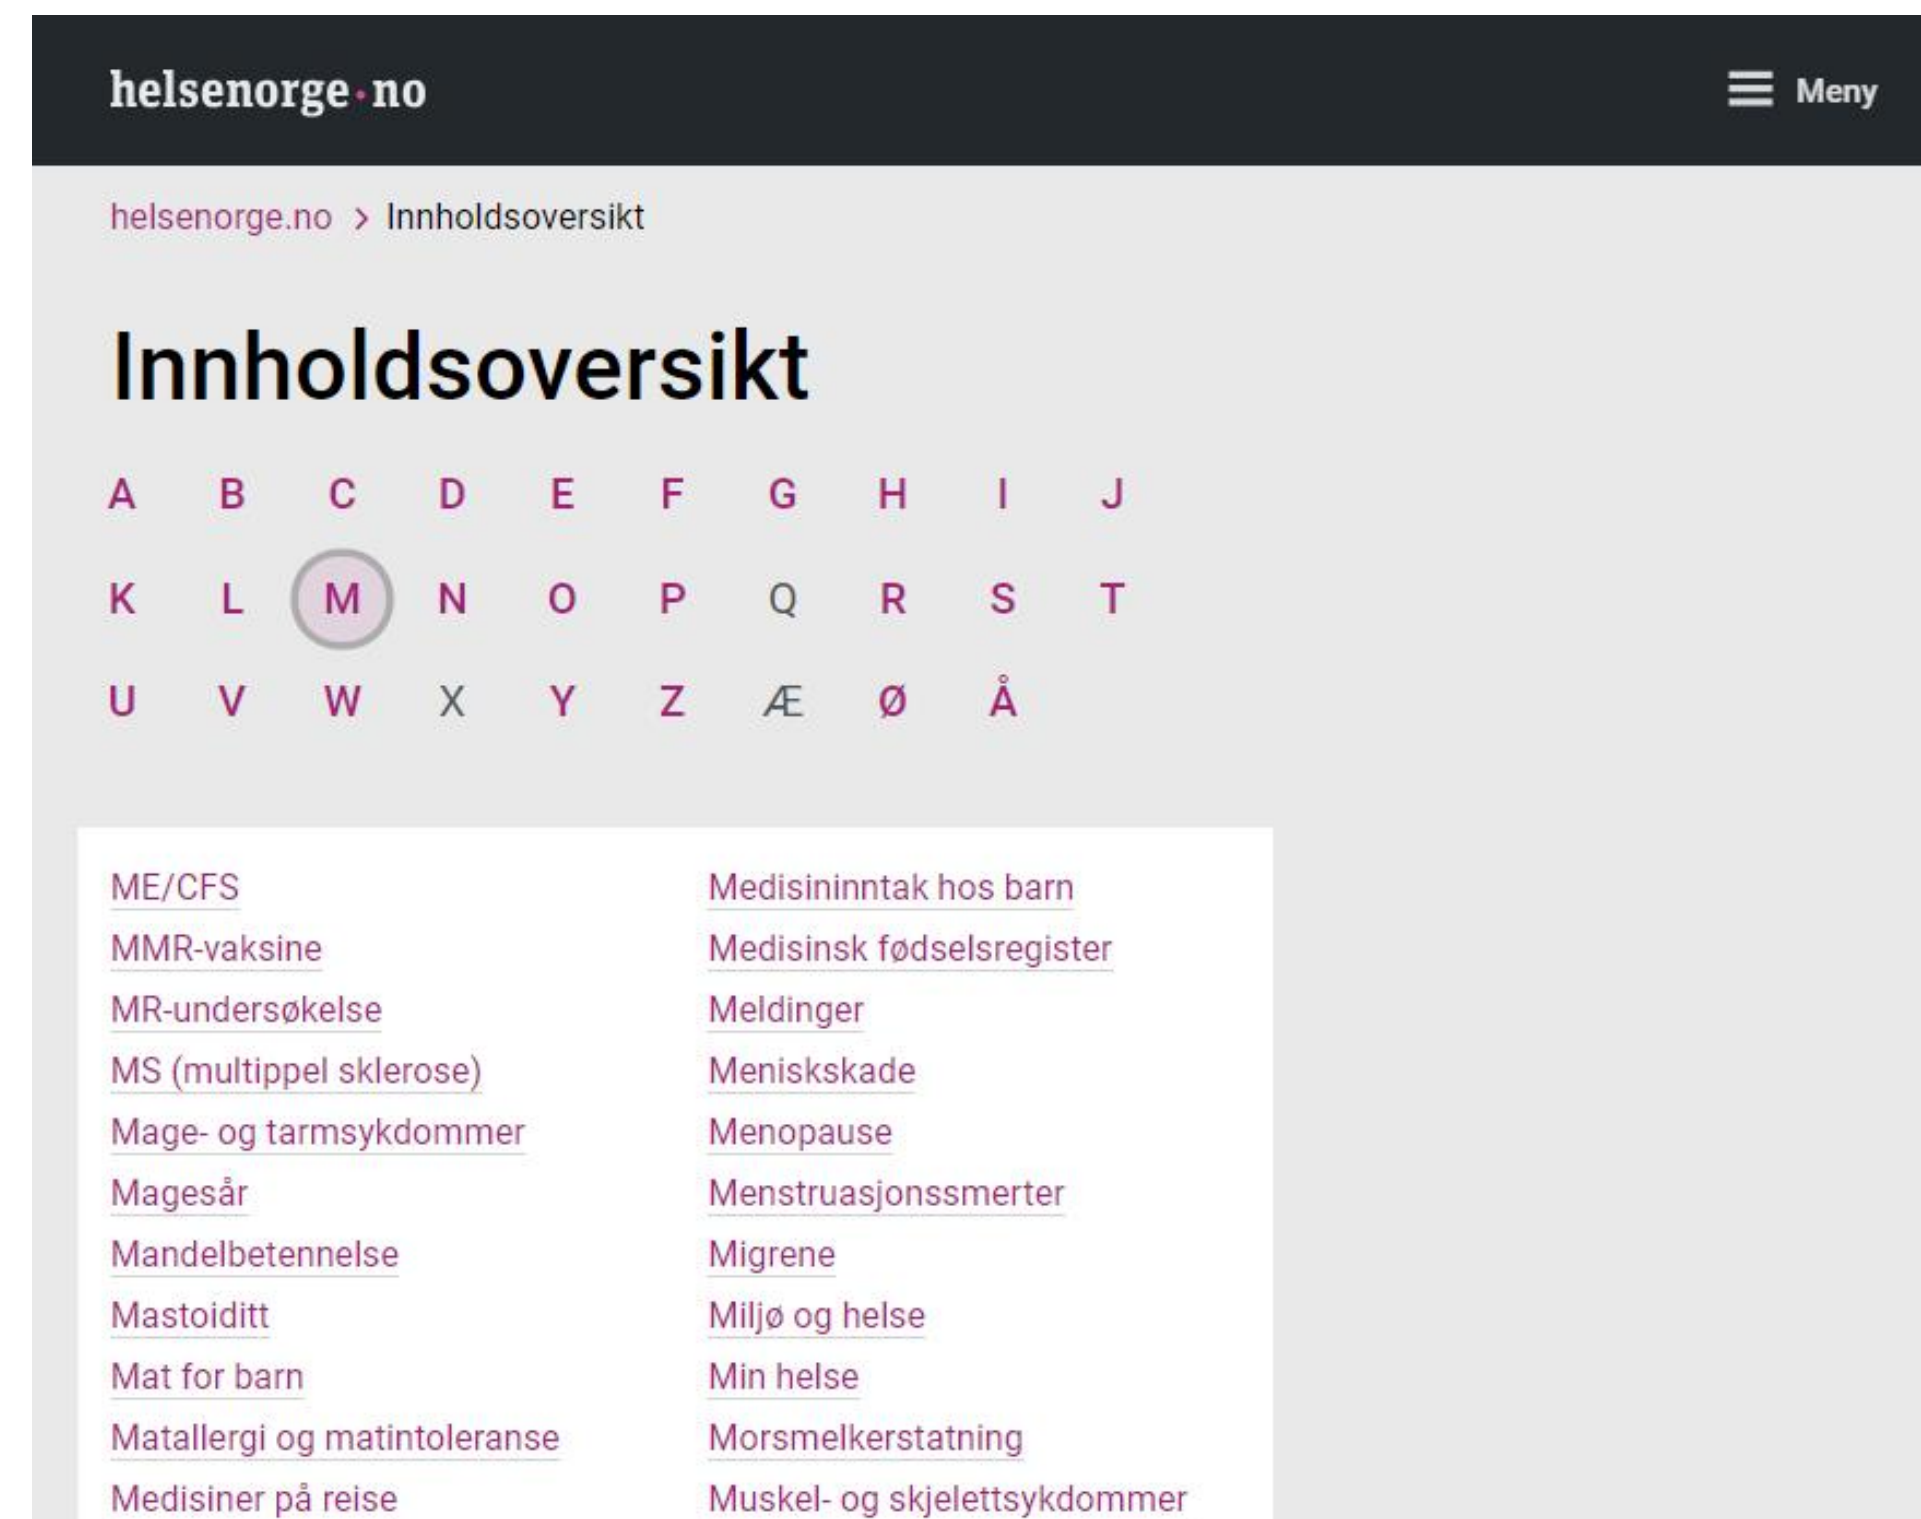 helsenorge.no
Meny
helsenorge.no > Innholdsoversikt
Innholdsoversikt
A B C D E F G H I J
K L M N O P Q R S T
U V W X Y Z Æ Ø Å
ME/CFS
MMR-vaksine
MR-undersøkelse
MS (multippel sklerose)
Mage- og tarmsykdommer
Magesår
Mandelbetennelse
Mastoiditt
Mat for barn
Matallergi og matintoleranse
Medisiner på reise
Medisininntak hos barn
Medisinsk fødselsregister
Meldinger
Meniskskade
Menopause
Menstruasjonssmerter
Migrene
Miljø og helse
Min helse
Morsmelkerstatning
Muskel- og skjelettsykdommer